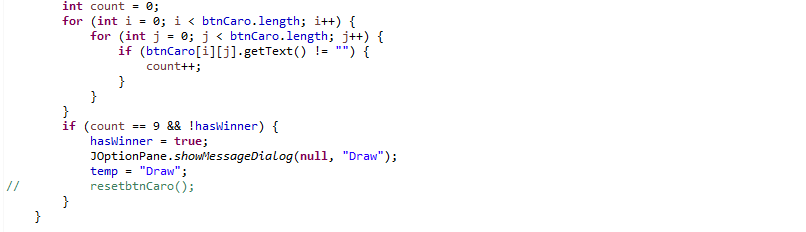 int count = 0;
for (int i = 0; i < btnCaro.length; i++) {
for (int j = 0; j < btnCaro.length; j++) {
if (btnCaro[i][j].getText() != "") {
count++;
}
}
}
if (count == 9 && !hasWinner) {
hasWinner = true;
JOptionPane.showMessageDialog(null, "Draw");
temp = "Draw";
// resetbtnCaro();
}
}